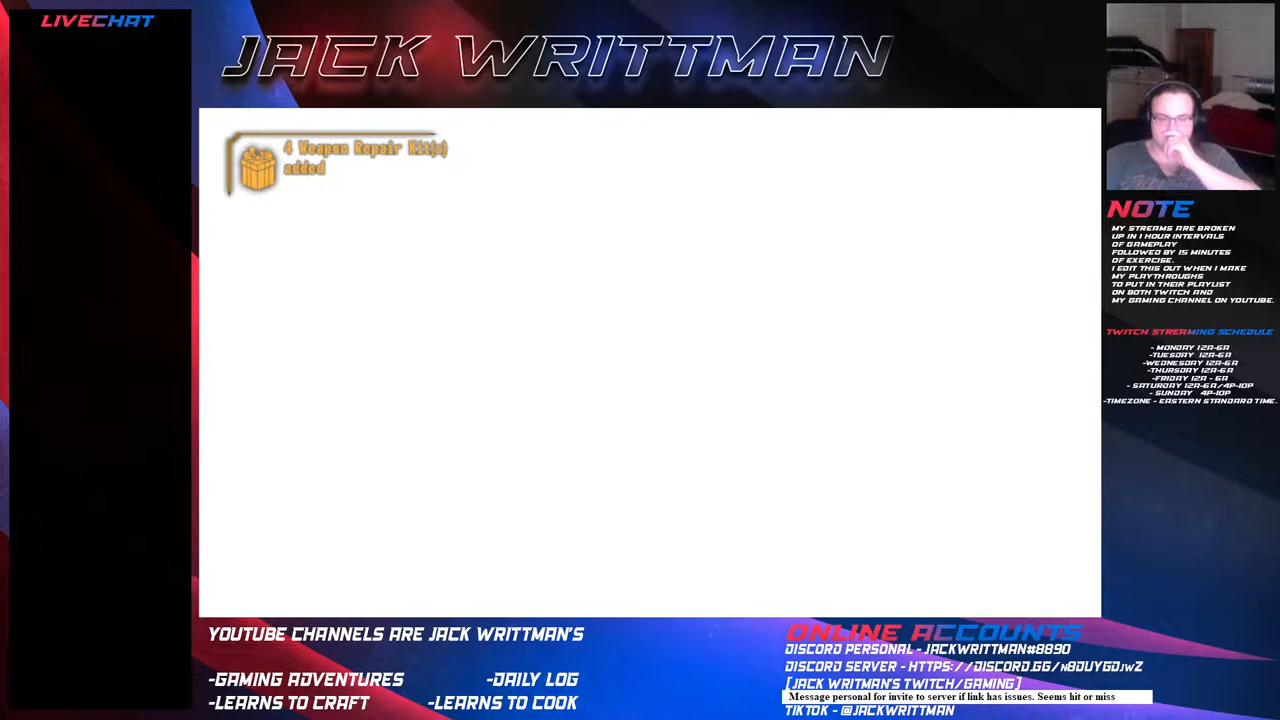 LIVECHAT
JACK WRITTMAN
4 Weapon Repair Kit(s)
added
NOTE
MY STREAMS ARE BROKEN
UP IN 1 HOUR INTERVALS
OF GAMEPLAY
FOLLOWED BY 15 MINUTES
OF EXERCISE.
I EDIT THIS OUT WHEN I MAKE
MY PLAYTHROUGHS
TO PUT IN THEIR PLAYLIST
ON BOTH TWITCH AND
MY GAMING CHANNEL ON YOUTUBE.
TWITCH STREAMING SCHEDULE
- MONDAY 12A-6A
-TUESDAY 12A-6A
-WEDNESDAY 12A-6A
-THURSDAY 12A-6A
-FRIDAY 12A - 6A
- SATURDAY 12A-6A/4P-10P
- SUNDAY 4P-10P
-TIMEZONE - EASTERN STANDARD TIME.
YOUTUBE CHANNELS ARE JACK WRITTMAN'S
-GAMING ADVENTURES -DAILY LOG
-LEARNS TO CRAFT -LEARNS TO COOK
ONLINE ACCOUNTS
DISCORD PERSONAL - JACKWRITTMAN#8890
DISCORD SERVER - HTTPS://DISCORD.GG/N8DUYGDJWZ
[JACK WRITMAN'S TWITCH/GAMING]
Message personal for invite to server if link has issues. Seems hit or miss
TIKTOK - @JACKWRITTMAN